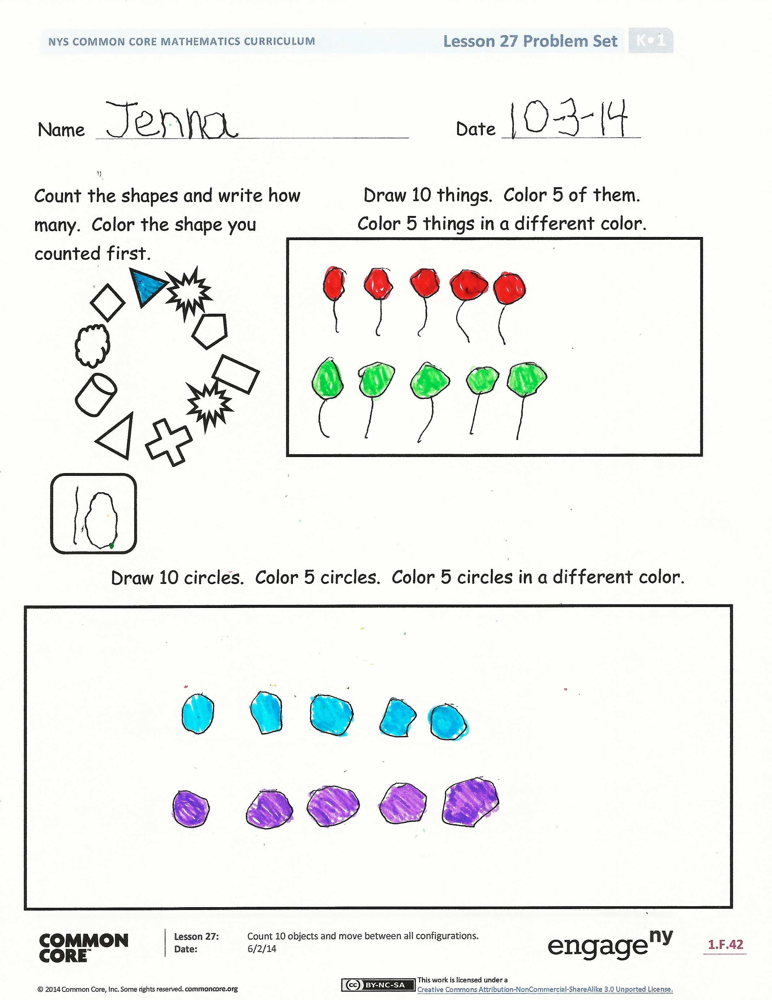 NYS COMMON CORE MATHEMATICS CURRICULUM
Lesson 27 Problem Set
K•1
Name Jenna
Date 10-3-14
Count the shapes and write how
many. Color the shape you
counted first.
Draw 10 things. Color 5 of them.
Color 5 things in a different color.
10
Draw 10 circles. Color 5 circles. Color 5 circles in a different color.
COMMON
CORE™
Lesson 27: Count 10 objects and move between all configurations.
Date: 6/2/14
engageny
1.F.42
© 2014 Common Core, Inc. Some rights reserved. commoncore.org
cc BY-NC-SA
This work is licensed under a
Creative Commons Attribution-NonCommercial-ShareAlike 3.0 Unported License.